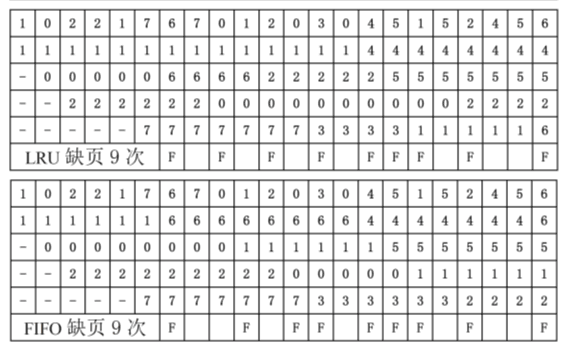 1 0 2 2 1 7 6 7 0 1 2 0 3 0 4 5 1 5 2 4 5 6
1 1 1 1 1 1 1 1 1 1 1 1 1 1 4 4 4 4 4 4 4 4
- 0 0 0 0 0 6 6 6 6 2 2 2 2 2 5 5 5 5 5 5 5
- - 2 2 2 2 2 2 0 0 0 0 0 0 0 0 0 0 2 2 2 2
- - - - - 7 7 7 7 7 7 7 3 3 3 3 1 1 1 1 1 6
LRU 缺页 9 次 F F F F F F F F F
1 0 2 2 1 7 6 7 0 1 2 0 3 0 4 5 1 5 2 4 5 6
1 1 1 1 1 1 6 6 6 6 6 6 6 6 4 4 4 4 4 4 4 6
- 0 0 0 0 0 0 0 0 1 1 1 1 1 1 5 5 5 5 5 5 5
- - 2 2 2 2 2 2 2 2 2 0 0 0 0 0 1 1 1 1 1 1
- - - - - 7 7 7 7 7 7 7 3 3 3 3 3 3 2 2 2 2
FIFO 缺页 9 次 F F F F F F F F F